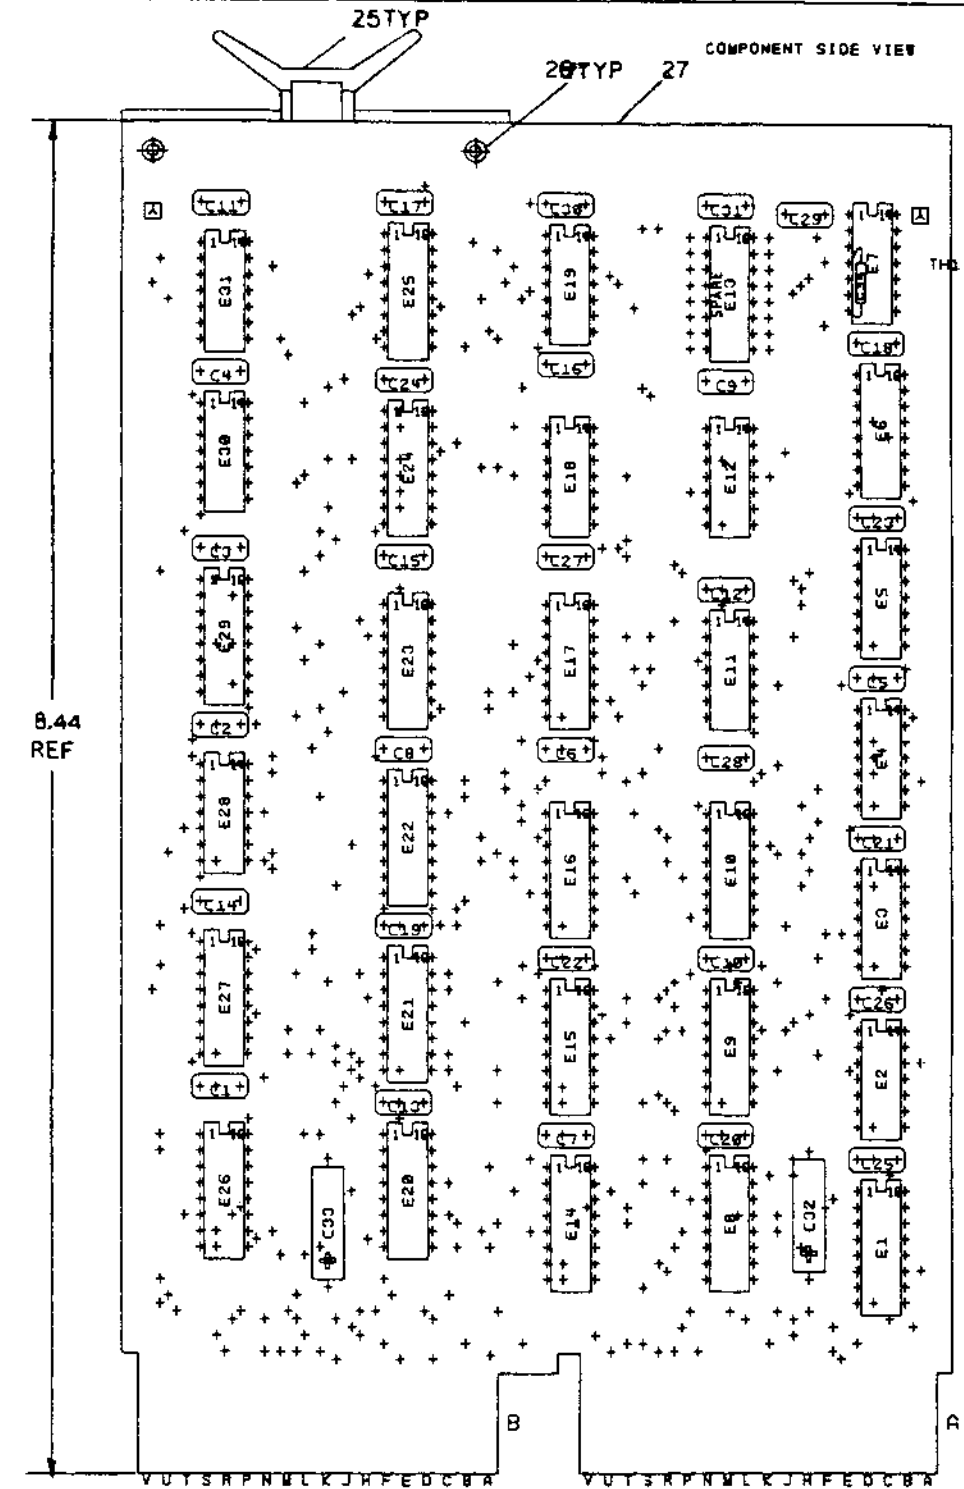 25TYP
COMPONENT SIDE VIEW
TYP
27
C11
C17
C30
C31
C29
E31
E25
E19
SPARE
E13
E7
C4
C24
C16
C9
C18
E30
E24
E18
E12
E6
C3
C15
C27
C12
C23
E29
E23
E17
E11
E5
C2
C8
C6
C28
C5
8.44
REF
E28
E22
E16
E10
E4
C14
C19
C22
C10
C21
E27
E21
E15
E9
E3
C1
C13
C7
C20
C26
E26
E20
E14
E8
E2
C33
C32
C25
E1
B
A
V U T S R P N M L K J H F E D C B A
V U T S R P N M L K J H F E D C B A